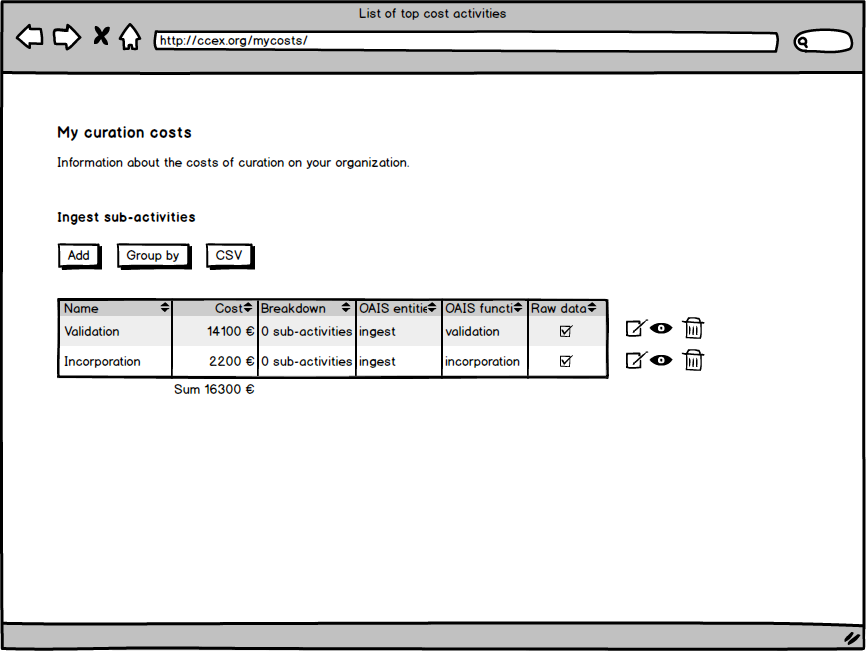 List of top cost activities
http://ccex.org/mycosts/
My curation costs
Information about the costs of curation on your organization.
Ingest sub-activities
Add Group by CSV
Name Cost Breakdown OAIS entitie OAIS functi Raw data
Validation 14100 € 0 sub-activities ingest validation
Incorporation 2200 € 0 sub-activities ingest incorporation
Sum 16300 €